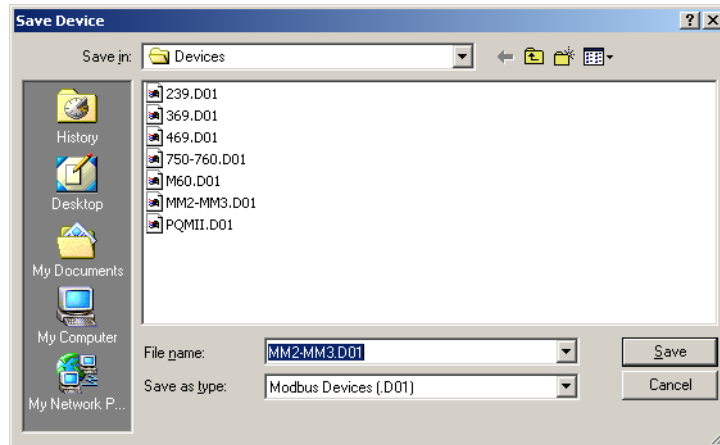 Save Device
Save in: Devices
239.D01
369.D01
469.D01
750-760.D01
M60.D01
MM2-MM3.D01
PQMII.D01
History
Desktop
My Documents
My Computer
My Network P...
File name: MM2-MM3.D01 Save
Save as type: Modbus Devices (.D01) Cancel